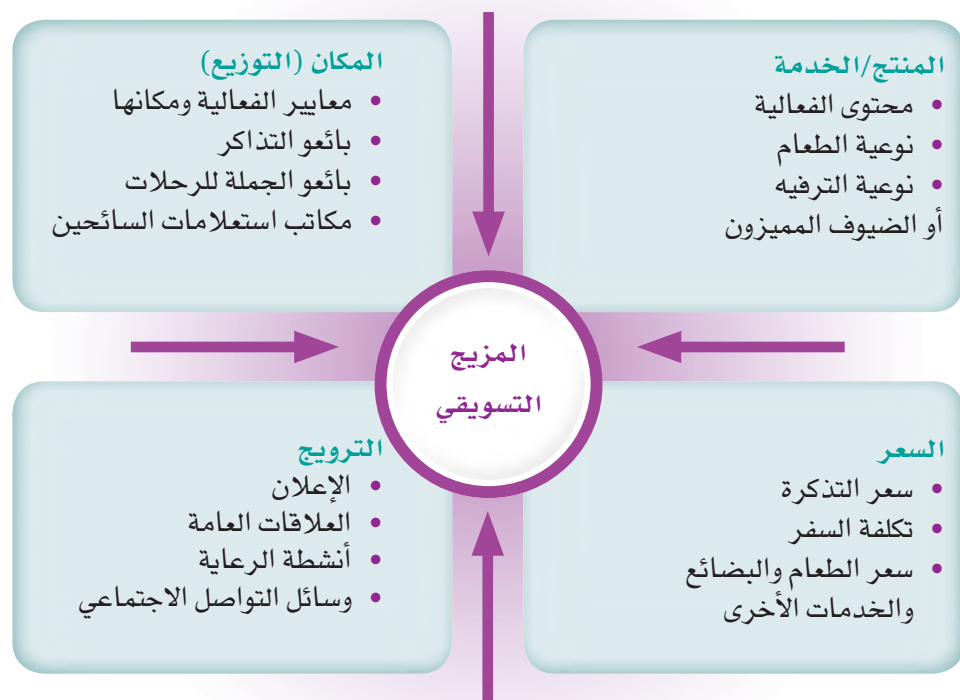 المنتج/الخدمة
• محتوى الفعالية
• نوعية الطعام
• نوعية الترفيه
أو الضيوف المميزون
المكان (التوزيع)
• معايير الفعالية ومكانها
• بائعو التذاكر
• بائعو الجملة للرحلات
• مكاتب استعلامات السائحين
المزيج
التسويقي
السعر
• سعر التذكرة
• تكلفة السفر
• سعر الطعام والبضائع
والخدمات الأخرى
الترويج
• الإعلان
• العلاقات العامة
• أنشطة الرعاية
• وسائل التواصل الاجتماعي